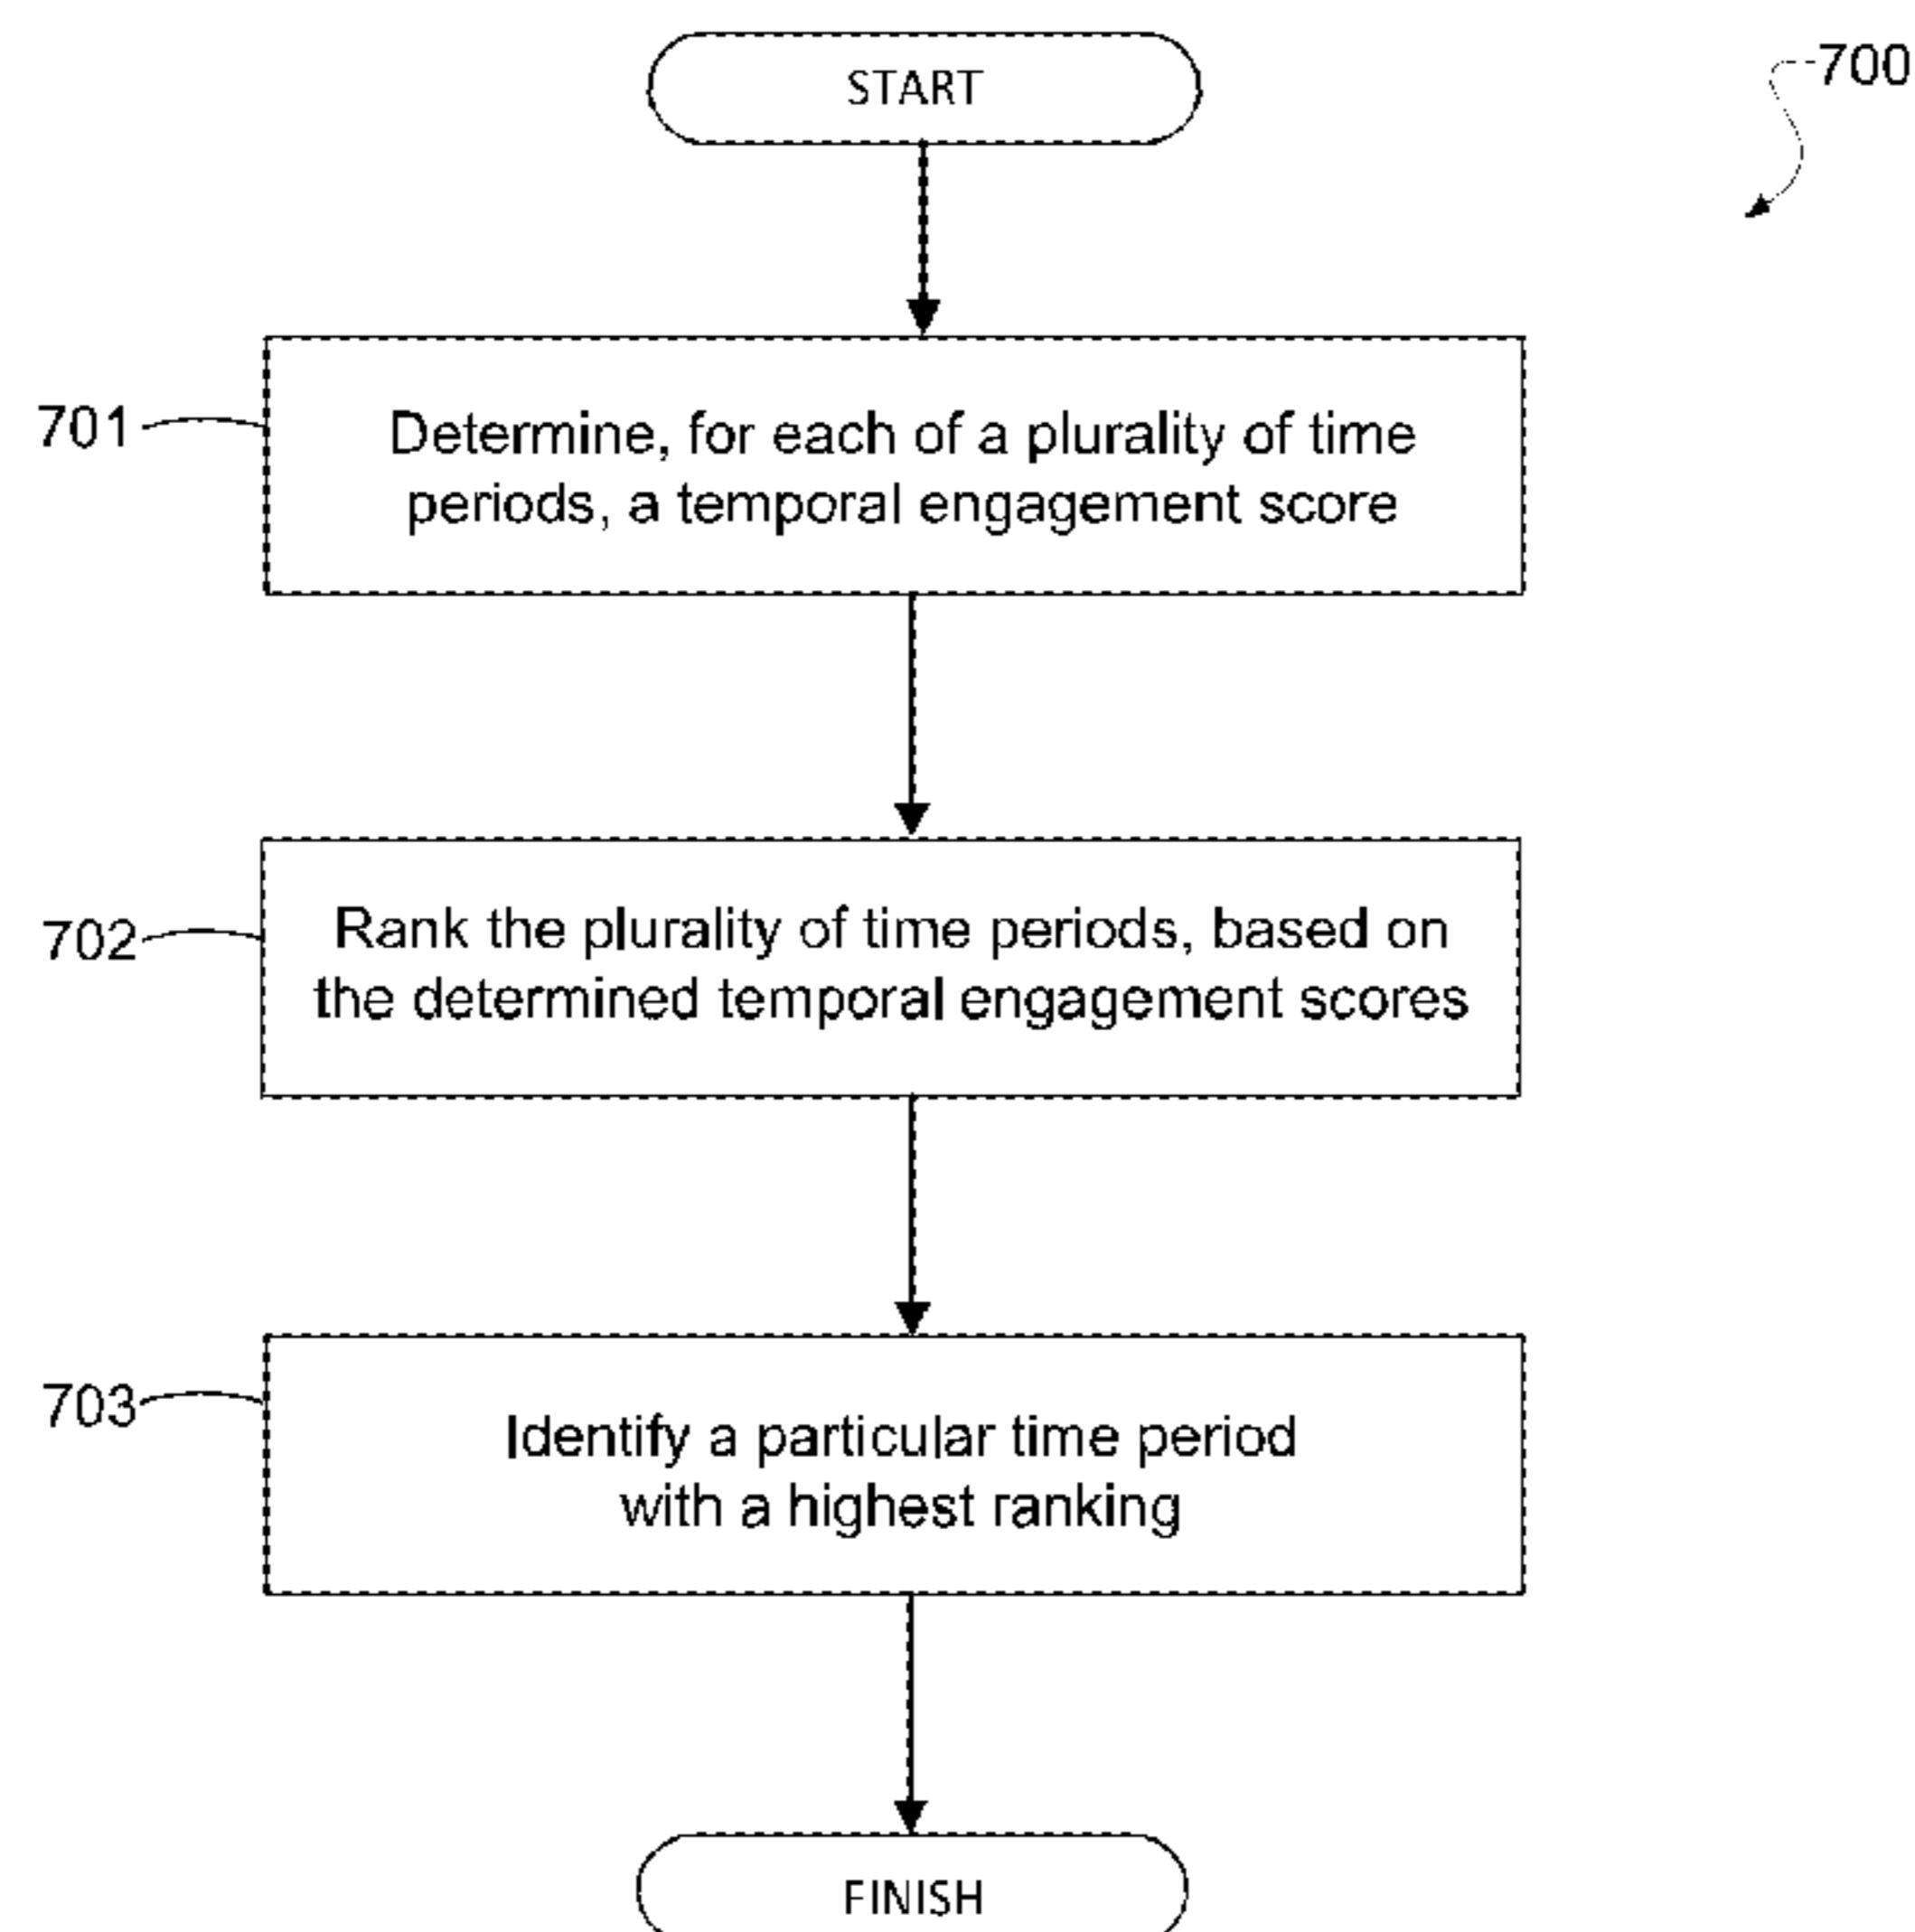 START
700
701
Determine, for each of a plurality of time
periods, a temporal engagement score
702
Rank the plurality of time periods, based on
the determined temporal engagement scores
703
Identify a particular time period
with a highest ranking
FINISH